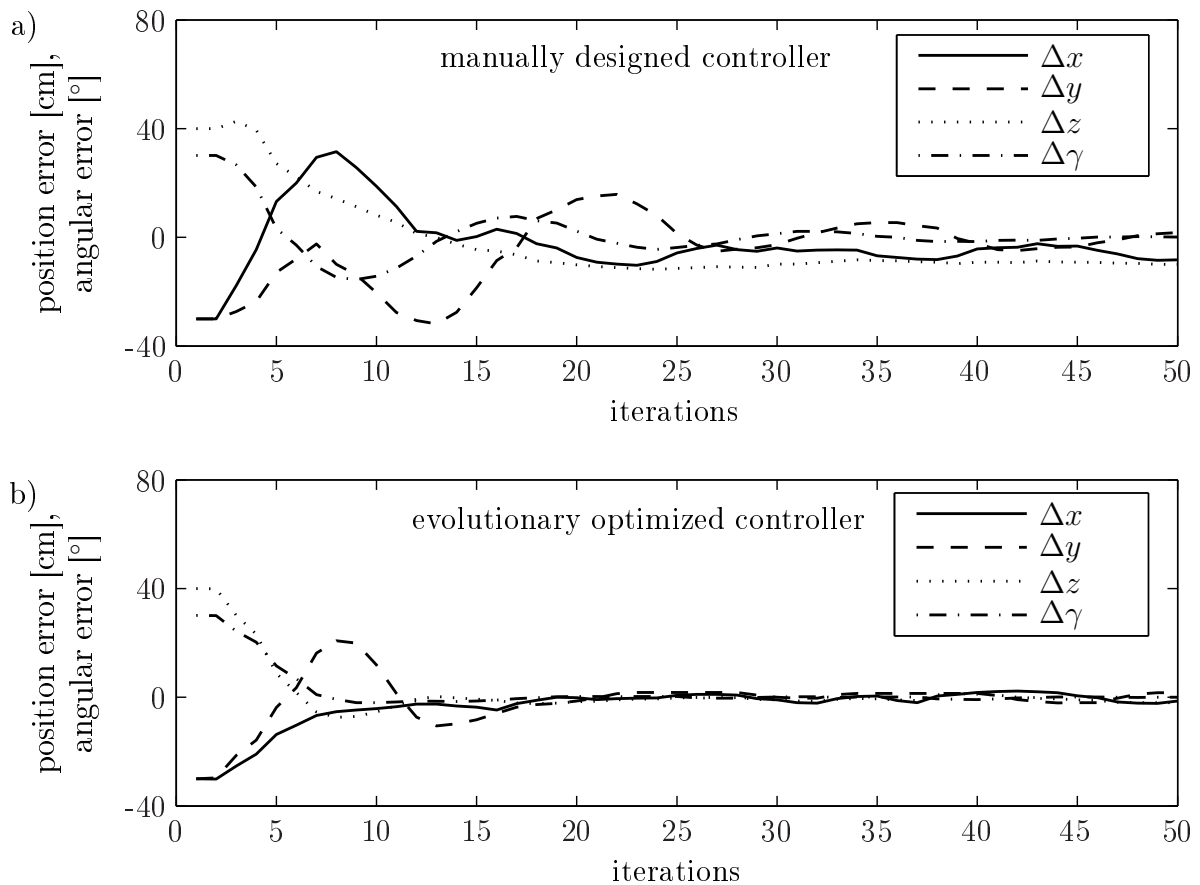 a)
position error [cm],
angular error [°]
80
40
0
-40
manually designed controller
Δx
Δy
Δz
Δγ
0 5 10 15 20 25 30 35 40 45 50
iterations
b)
position error [cm],
angular error [°]
80
40
0
-40
evolutionary optimized controller
Δx
Δy
Δz
Δγ
0 5 10 15 20 25 30 35 40 45 50
iterations